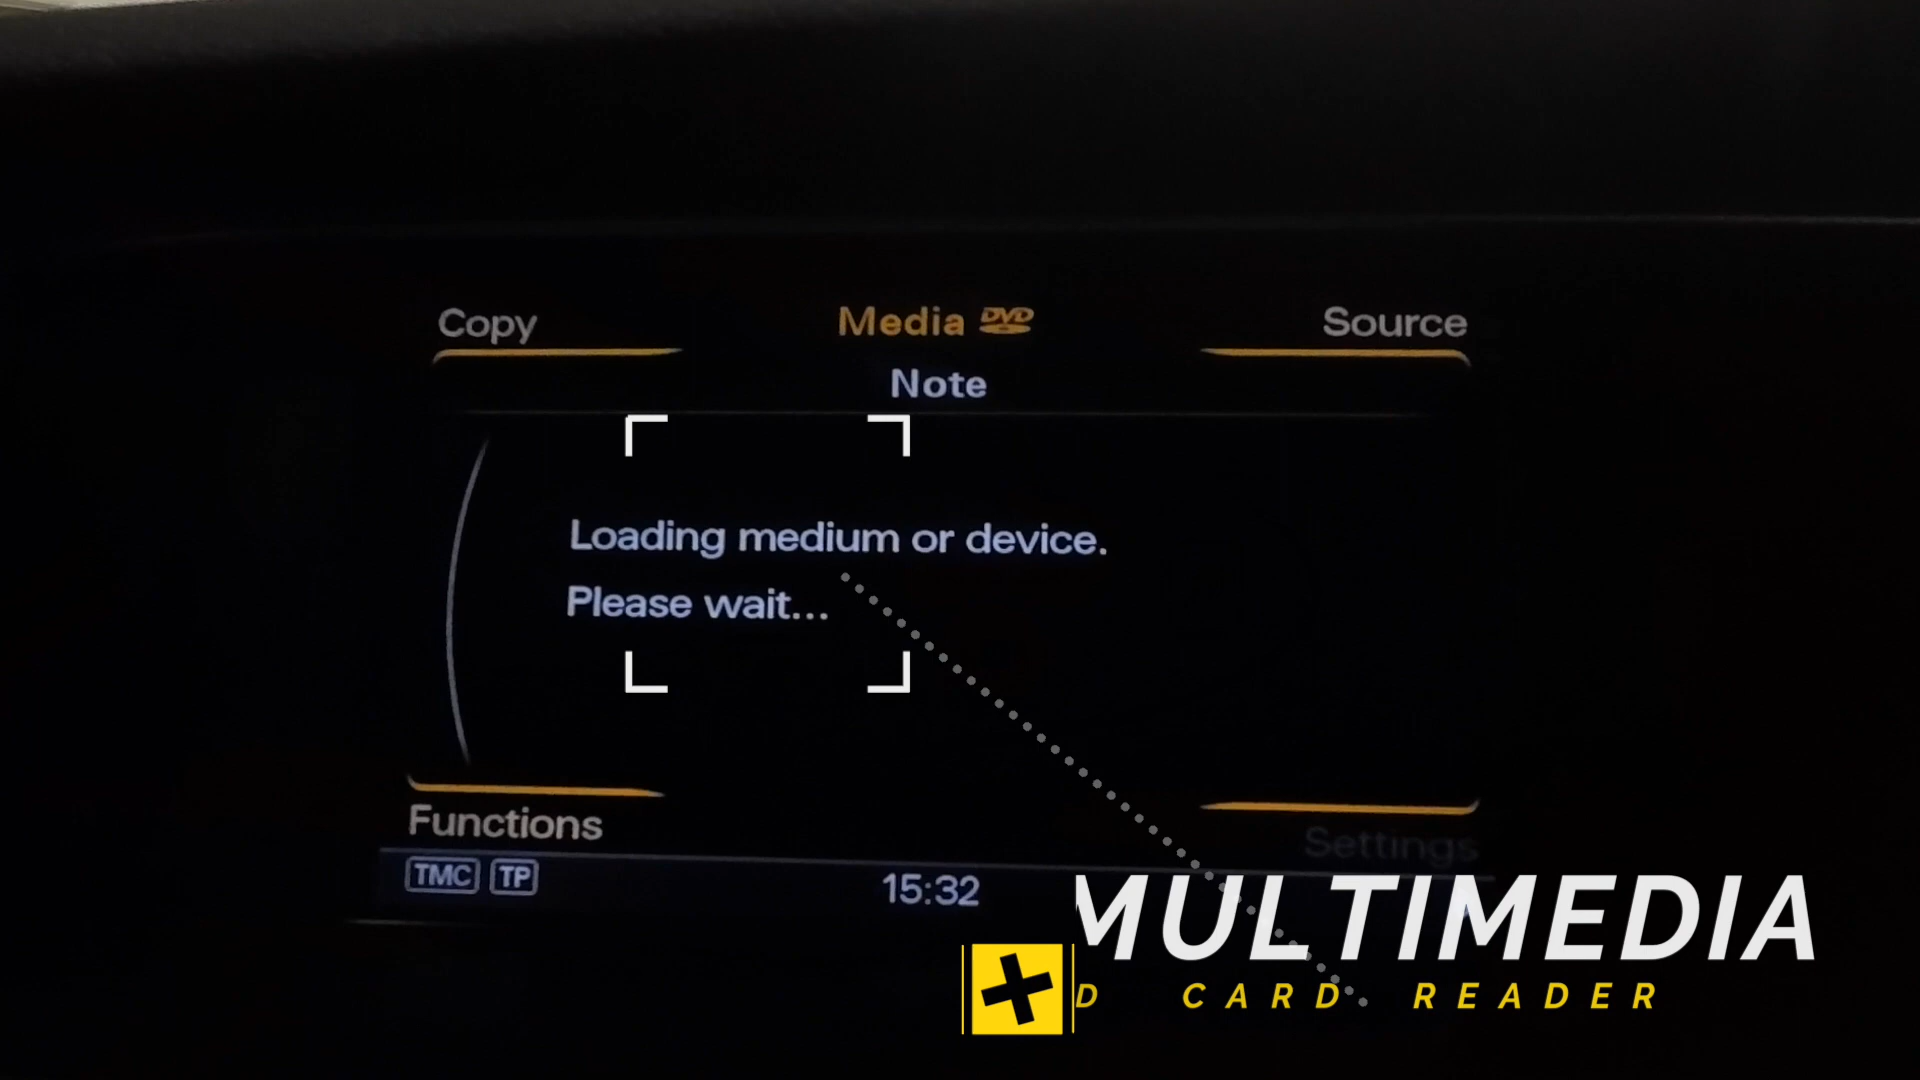 Copy
Media DVD
Source
Note
Loading medium or device.
Please wait...
Functions
Settings
TMC TP
15:32
MULTIMEDIA
D CARD READER